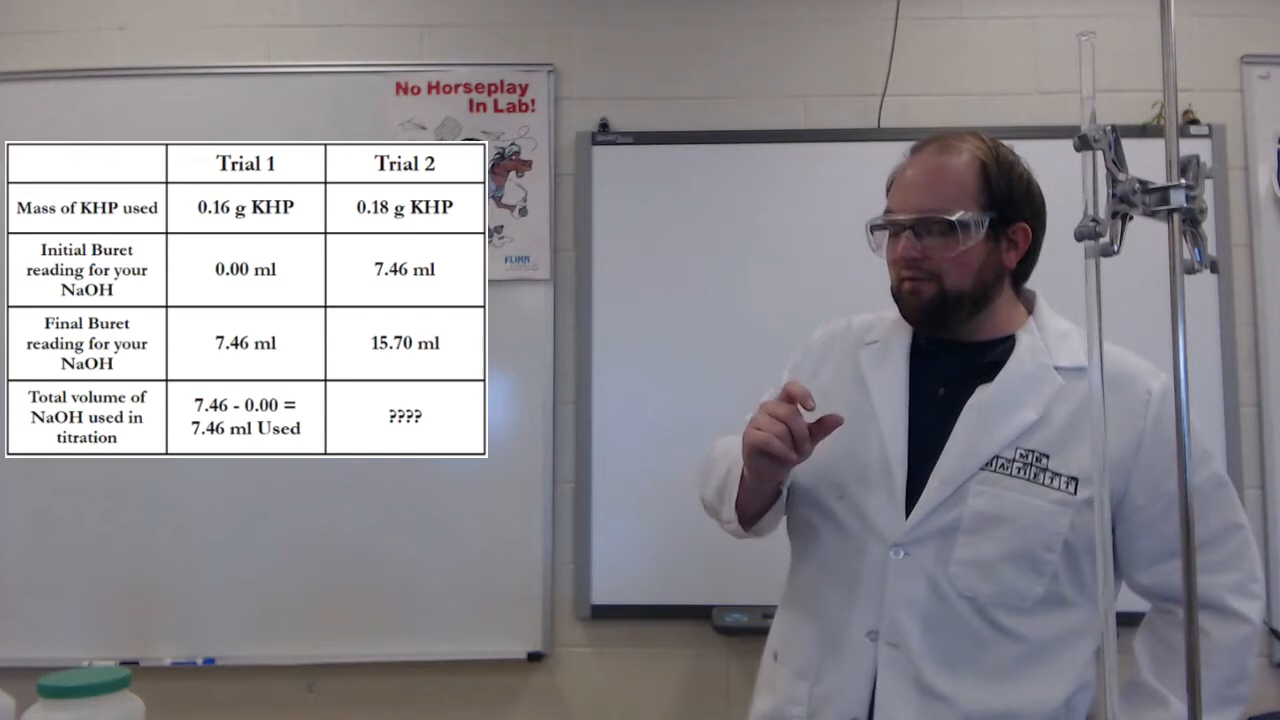 No Horseplay
In Lab!
FLINN
Trial 1
Trial 2
Mass of KHP used
0.16 g KHP
0.18 g KHP
Initial Buret
reading for your
NaOH
0.00 ml
7.46 ml
Final Buret
reading for your
NaOH
7.46 ml
15.70 ml
Total volume of
NaOH used in
titration
7.46 - 0.00 =
7.46 ml Used
????
MR